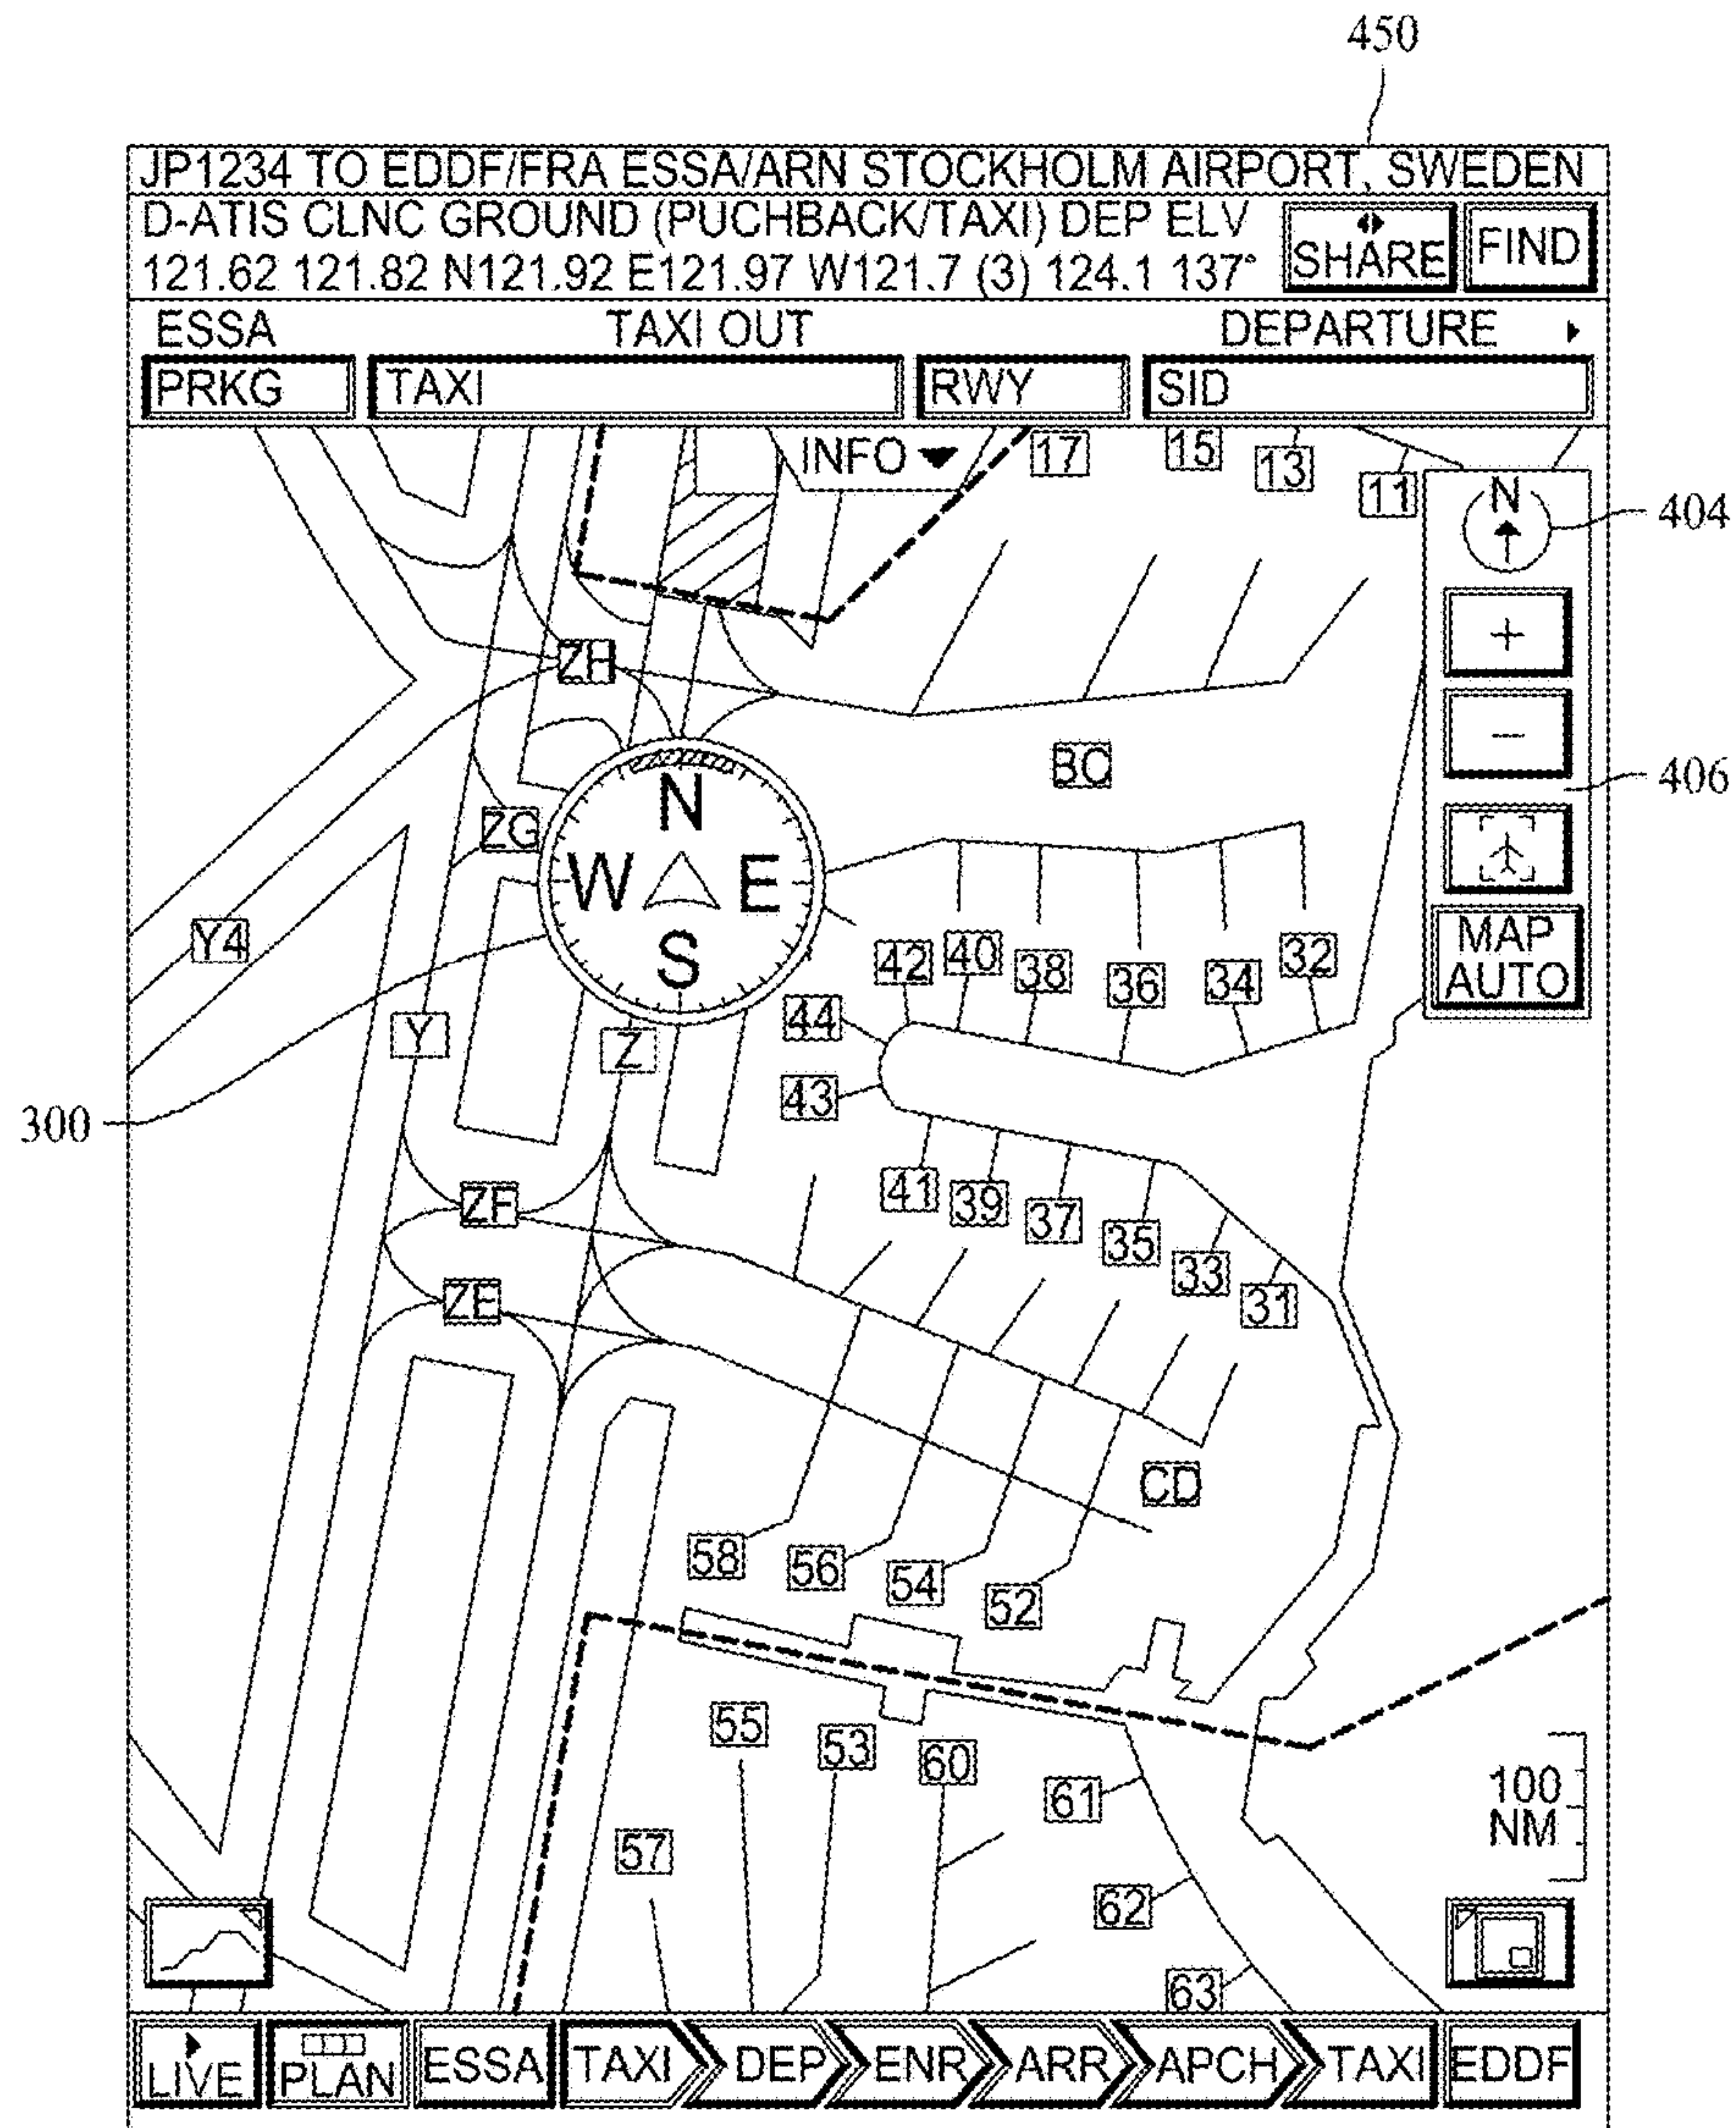 450
JP1234 TO EDDF/FRA ESSA/ARN STOCKHOLM AIRPORT, SWEDEN
D-ATIS CLNC GROUND (PUCHBACK/TAXI) DEP ELV
121.62 121.82 N121.92 E121.97 W121.7 (3) 124.1 137°
SHARE FIND
ESSA TAXI OUT DEPARTURE
PRKG TAXI RWY SID
INFO 17 15 13 11
N 404
+
ZH
−
BC
406
ZG
N
W E
S
MAP
AUTO
Y4
42 40 38 36 34 32
44
Y Z
43
300
41 39 37 35 33 31
ZF
ZE
CD
58 56 54 52
55 53 60 61
100
NM
57
62
63
LIVE PLAN ESSA TAXI DEP ENR ARR APCH TAXI EDDF